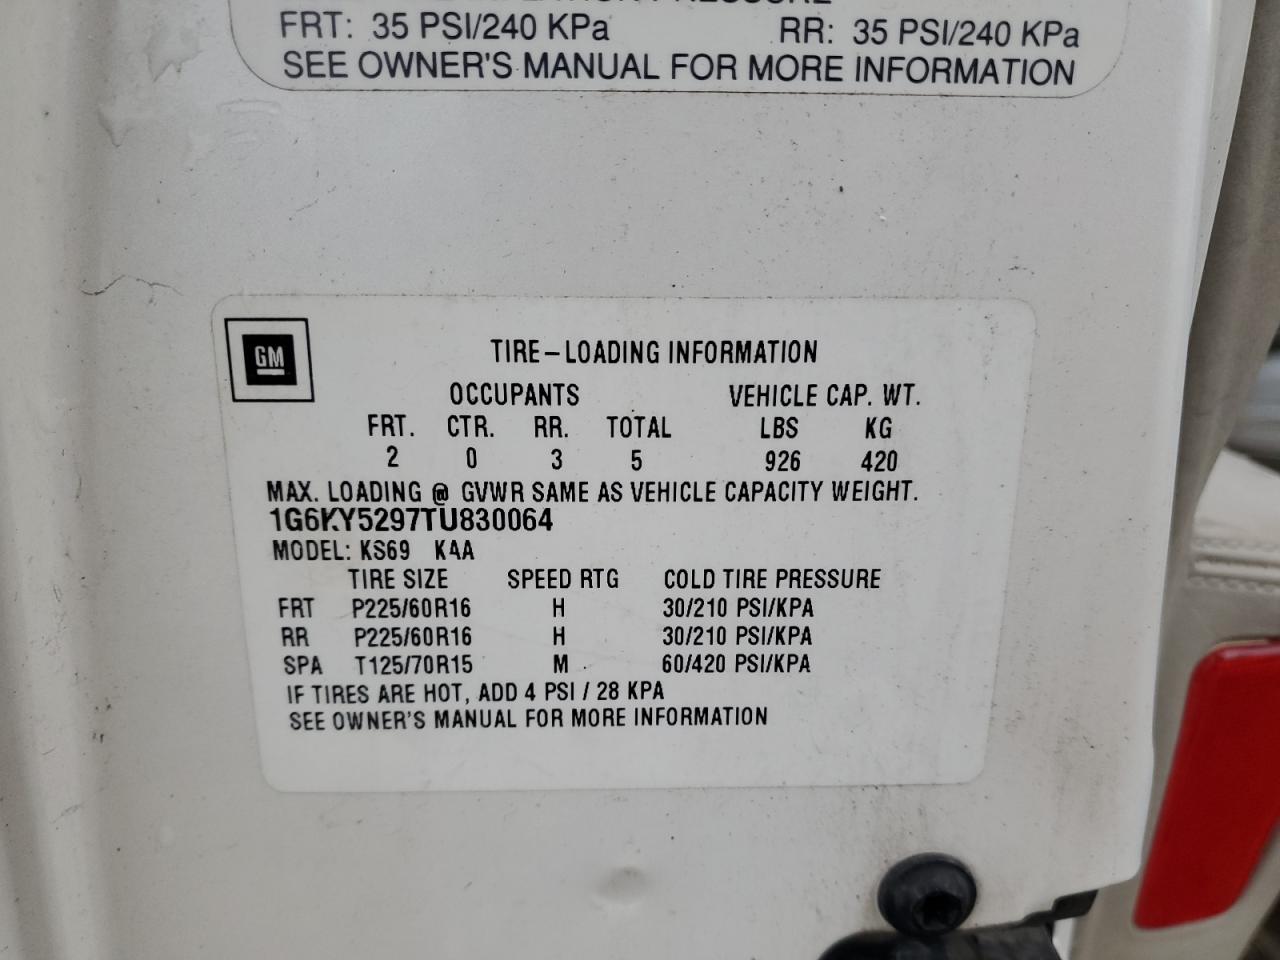 FRT: 35 PSI/240 KPa RR: 35 PSI/240 KPa
SEE OWNER'S MANUAL FOR MORE INFORMATION
GM
TIRE-LOADING INFORMATION
OCCUPANTS VEHICLE CAP. WT.
FRT. CTR. RR. TOTAL LBS KG
2 0 3 5 926 420
MAX. LOADING @ GVWR SAME AS VEHICLE CAPACITY WEIGHT.
1G6KY5297TU830064
MODEL: KS69 K4A
TIRE SIZE SPEED RTG COLD TIRE PRESSURE
FRT P225/60R16 H 30/210 PSI/KPA
RR P225/60R16 H 30/210 PSI/KPA
SPA T125/70R15 M 60/420 PSI/KPA
IF TIRES ARE HOT, ADD 4 PSI / 28 KPA
SEE OWNER'S MANUAL FOR MORE INFORMATION